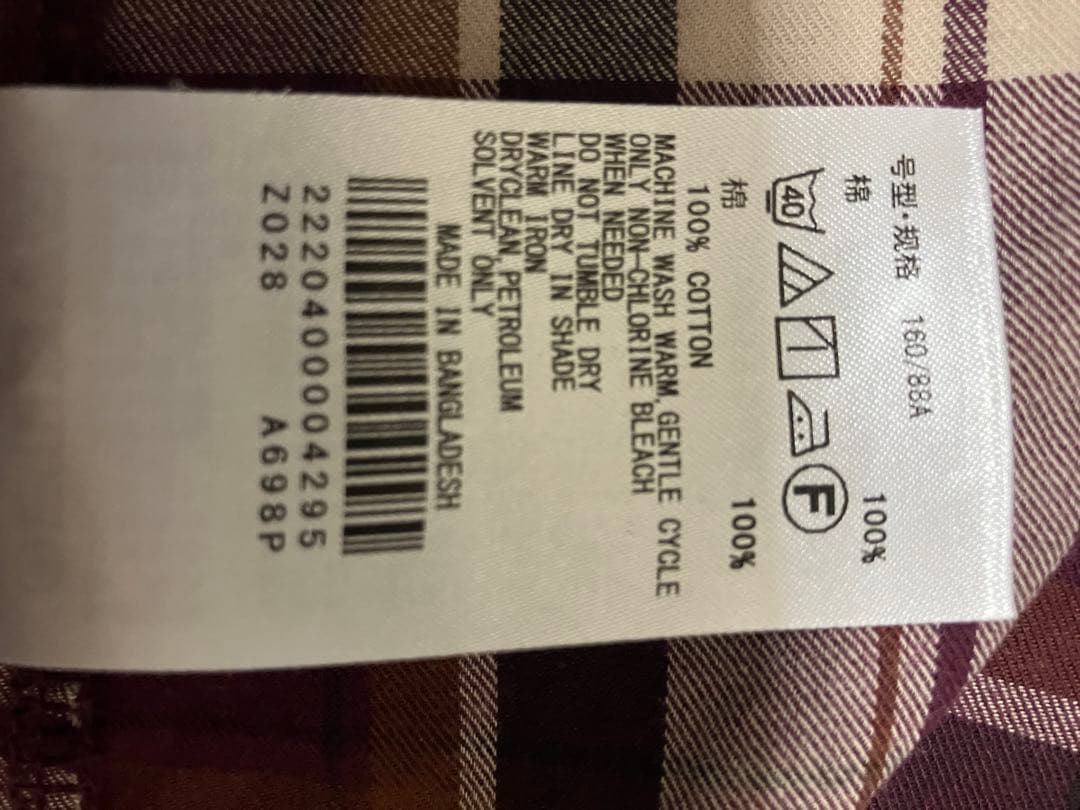 号型·规格 160/88A
棉 100%
40
F
棉 100%
100% COTTON
MACHINE WASH WARM,GENTLE CYCLE
ONLY NON-CHLORINE BLEACH
WHEN NEEDED
DO NOT TUMBLE DRY
LINE DRY IN SHADE
WARM IRON
DRYCLEAN,PETROLEUM
SOLVENT ONLY
MADE IN BANGLADESH
2220400004295
Z028 A698P